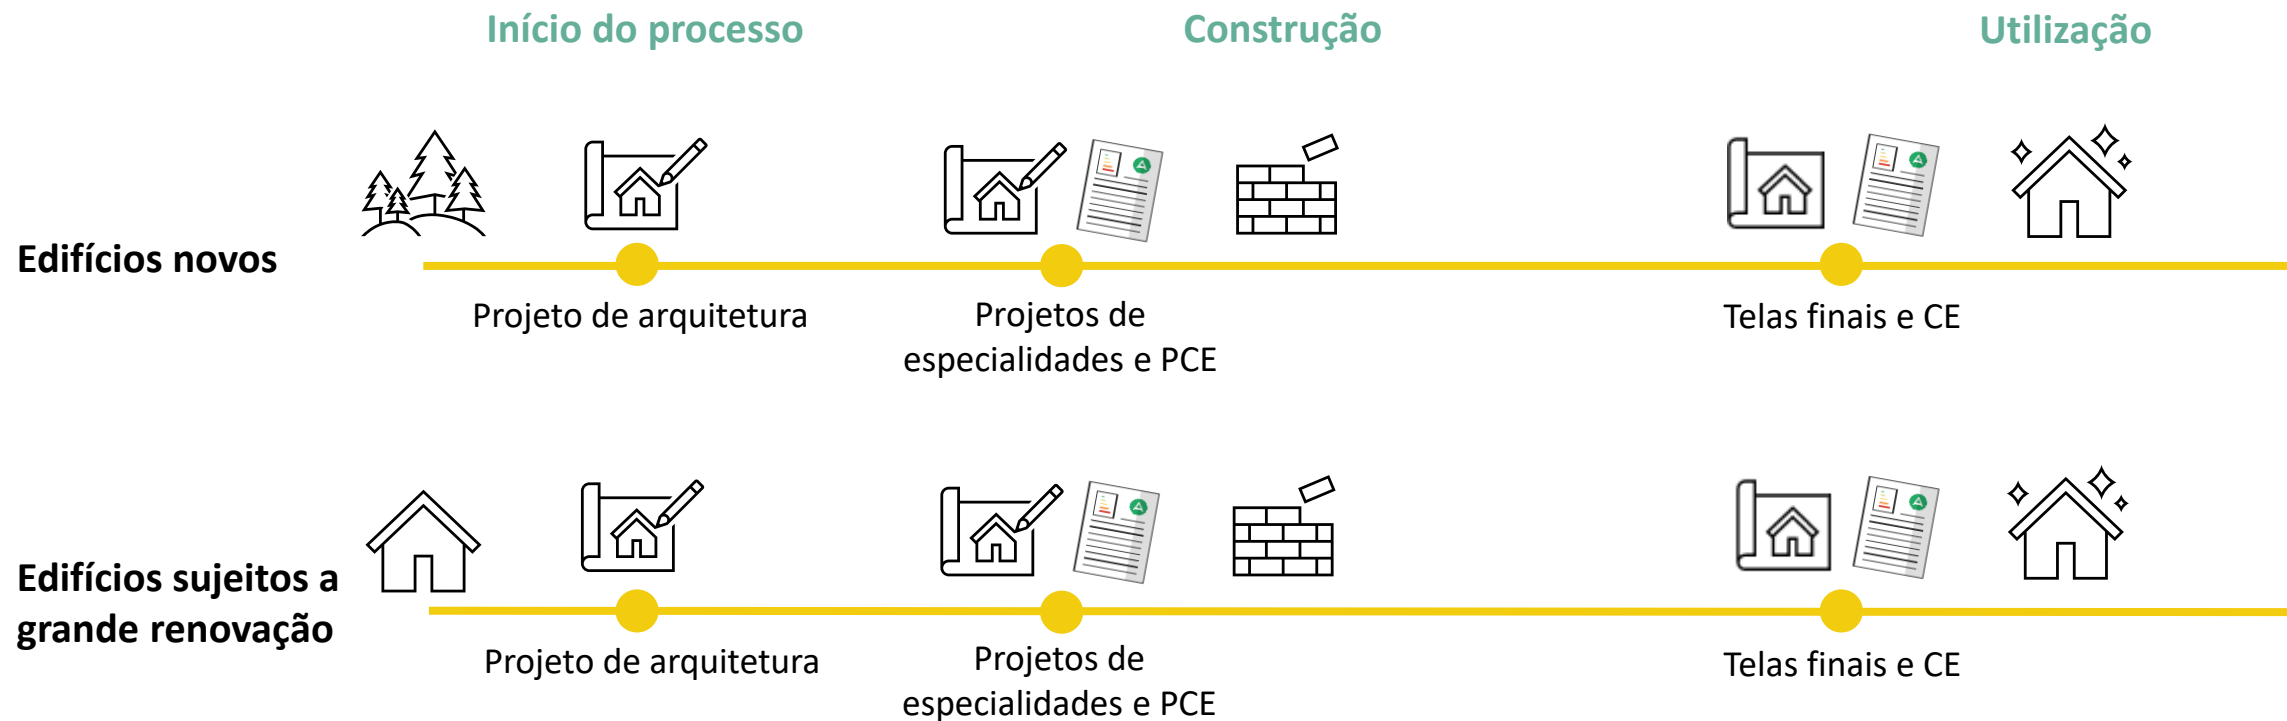 Início do processo
Construção
Utilização
Edifícios novos
Projeto de arquitetura
Projetos de
especialidades e PCE
Telas finais e CE
Edifícios sujeitos a
grande renovação
Projeto de arquitetura
Projetos de
especialidades e PCE
Telas finais e CE